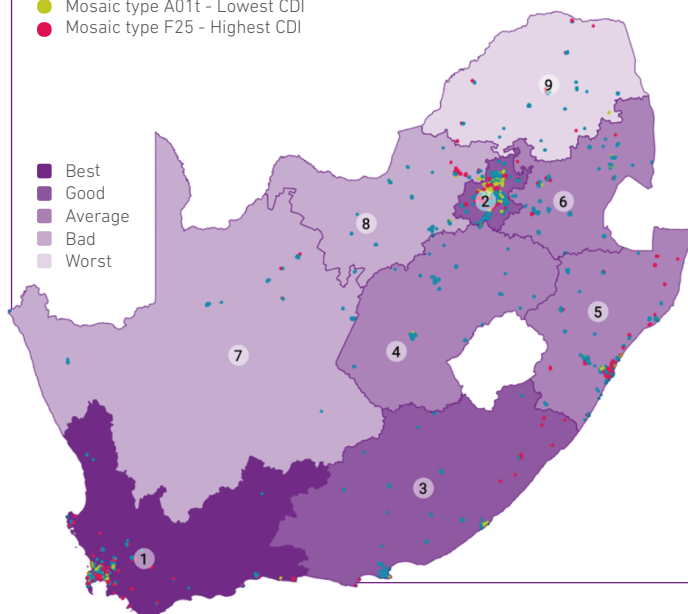 Mosaic type A01t - Lowest CDI
Mosaic type F25 - Highest CDI
Best
Good
Average
Bad
Worst
9
2
6
8
5
7
4
3
1